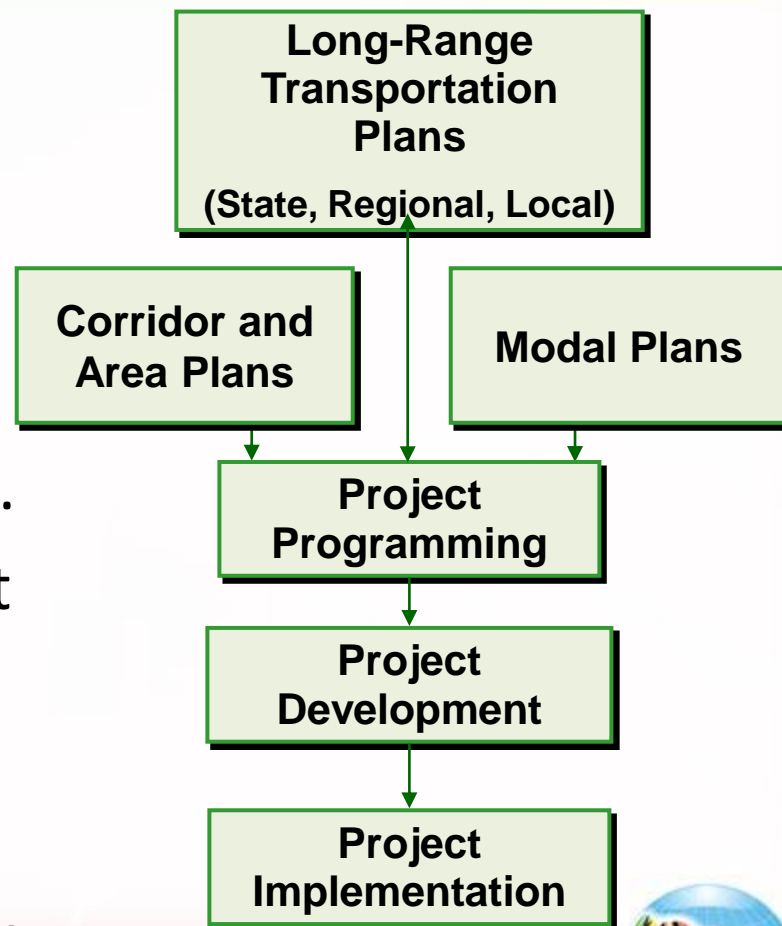 Long-Range
Transportation
Plans
(State, Regional, Local)
Corridor and
Area Plans
Modal Plans
Project
Programming
Project
Development
Project
Implementation